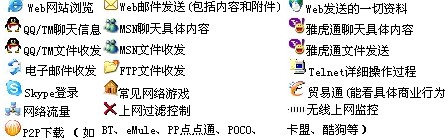 Web网站浏览 Web邮件发送(包括内容和附件) Web发送的一切资料
QQ/TM聊天信息 MSN聊天具体内容 雅虎通聊天具体内容
QQ/TM文件收发 MSN文件收发 雅虎通文件发送
电子邮件收发 FTP文件收发 Telnet详细操作过程
Skype登录 常见网络游戏 贸易通(能看具体商业行为
网络流量 上网过滤控制 无线上网监控
P2P下载 （如 BT、eMule、PP点点通、POCO、 卡盟、酷狗等）